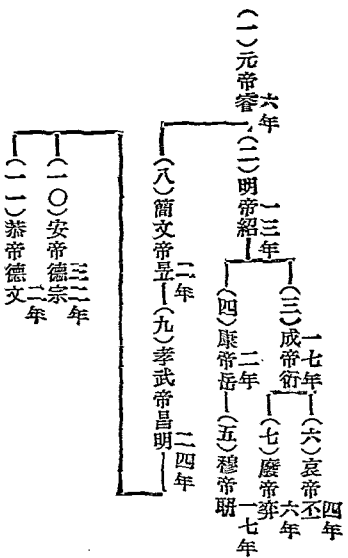 (一)元帝睿 六年
(二)明帝紹 一三年
(三)成帝衍 一七年
(六)哀帝丕 四年
(七)廢帝弈 六年
(四)康帝岳 二年
(五)穆帝聃 一七年
(八)簡文帝昱 二年
(九)孝武帝昌明 二四年
(一〇)安帝德宗 三二年
(一一)恭帝德文 二年